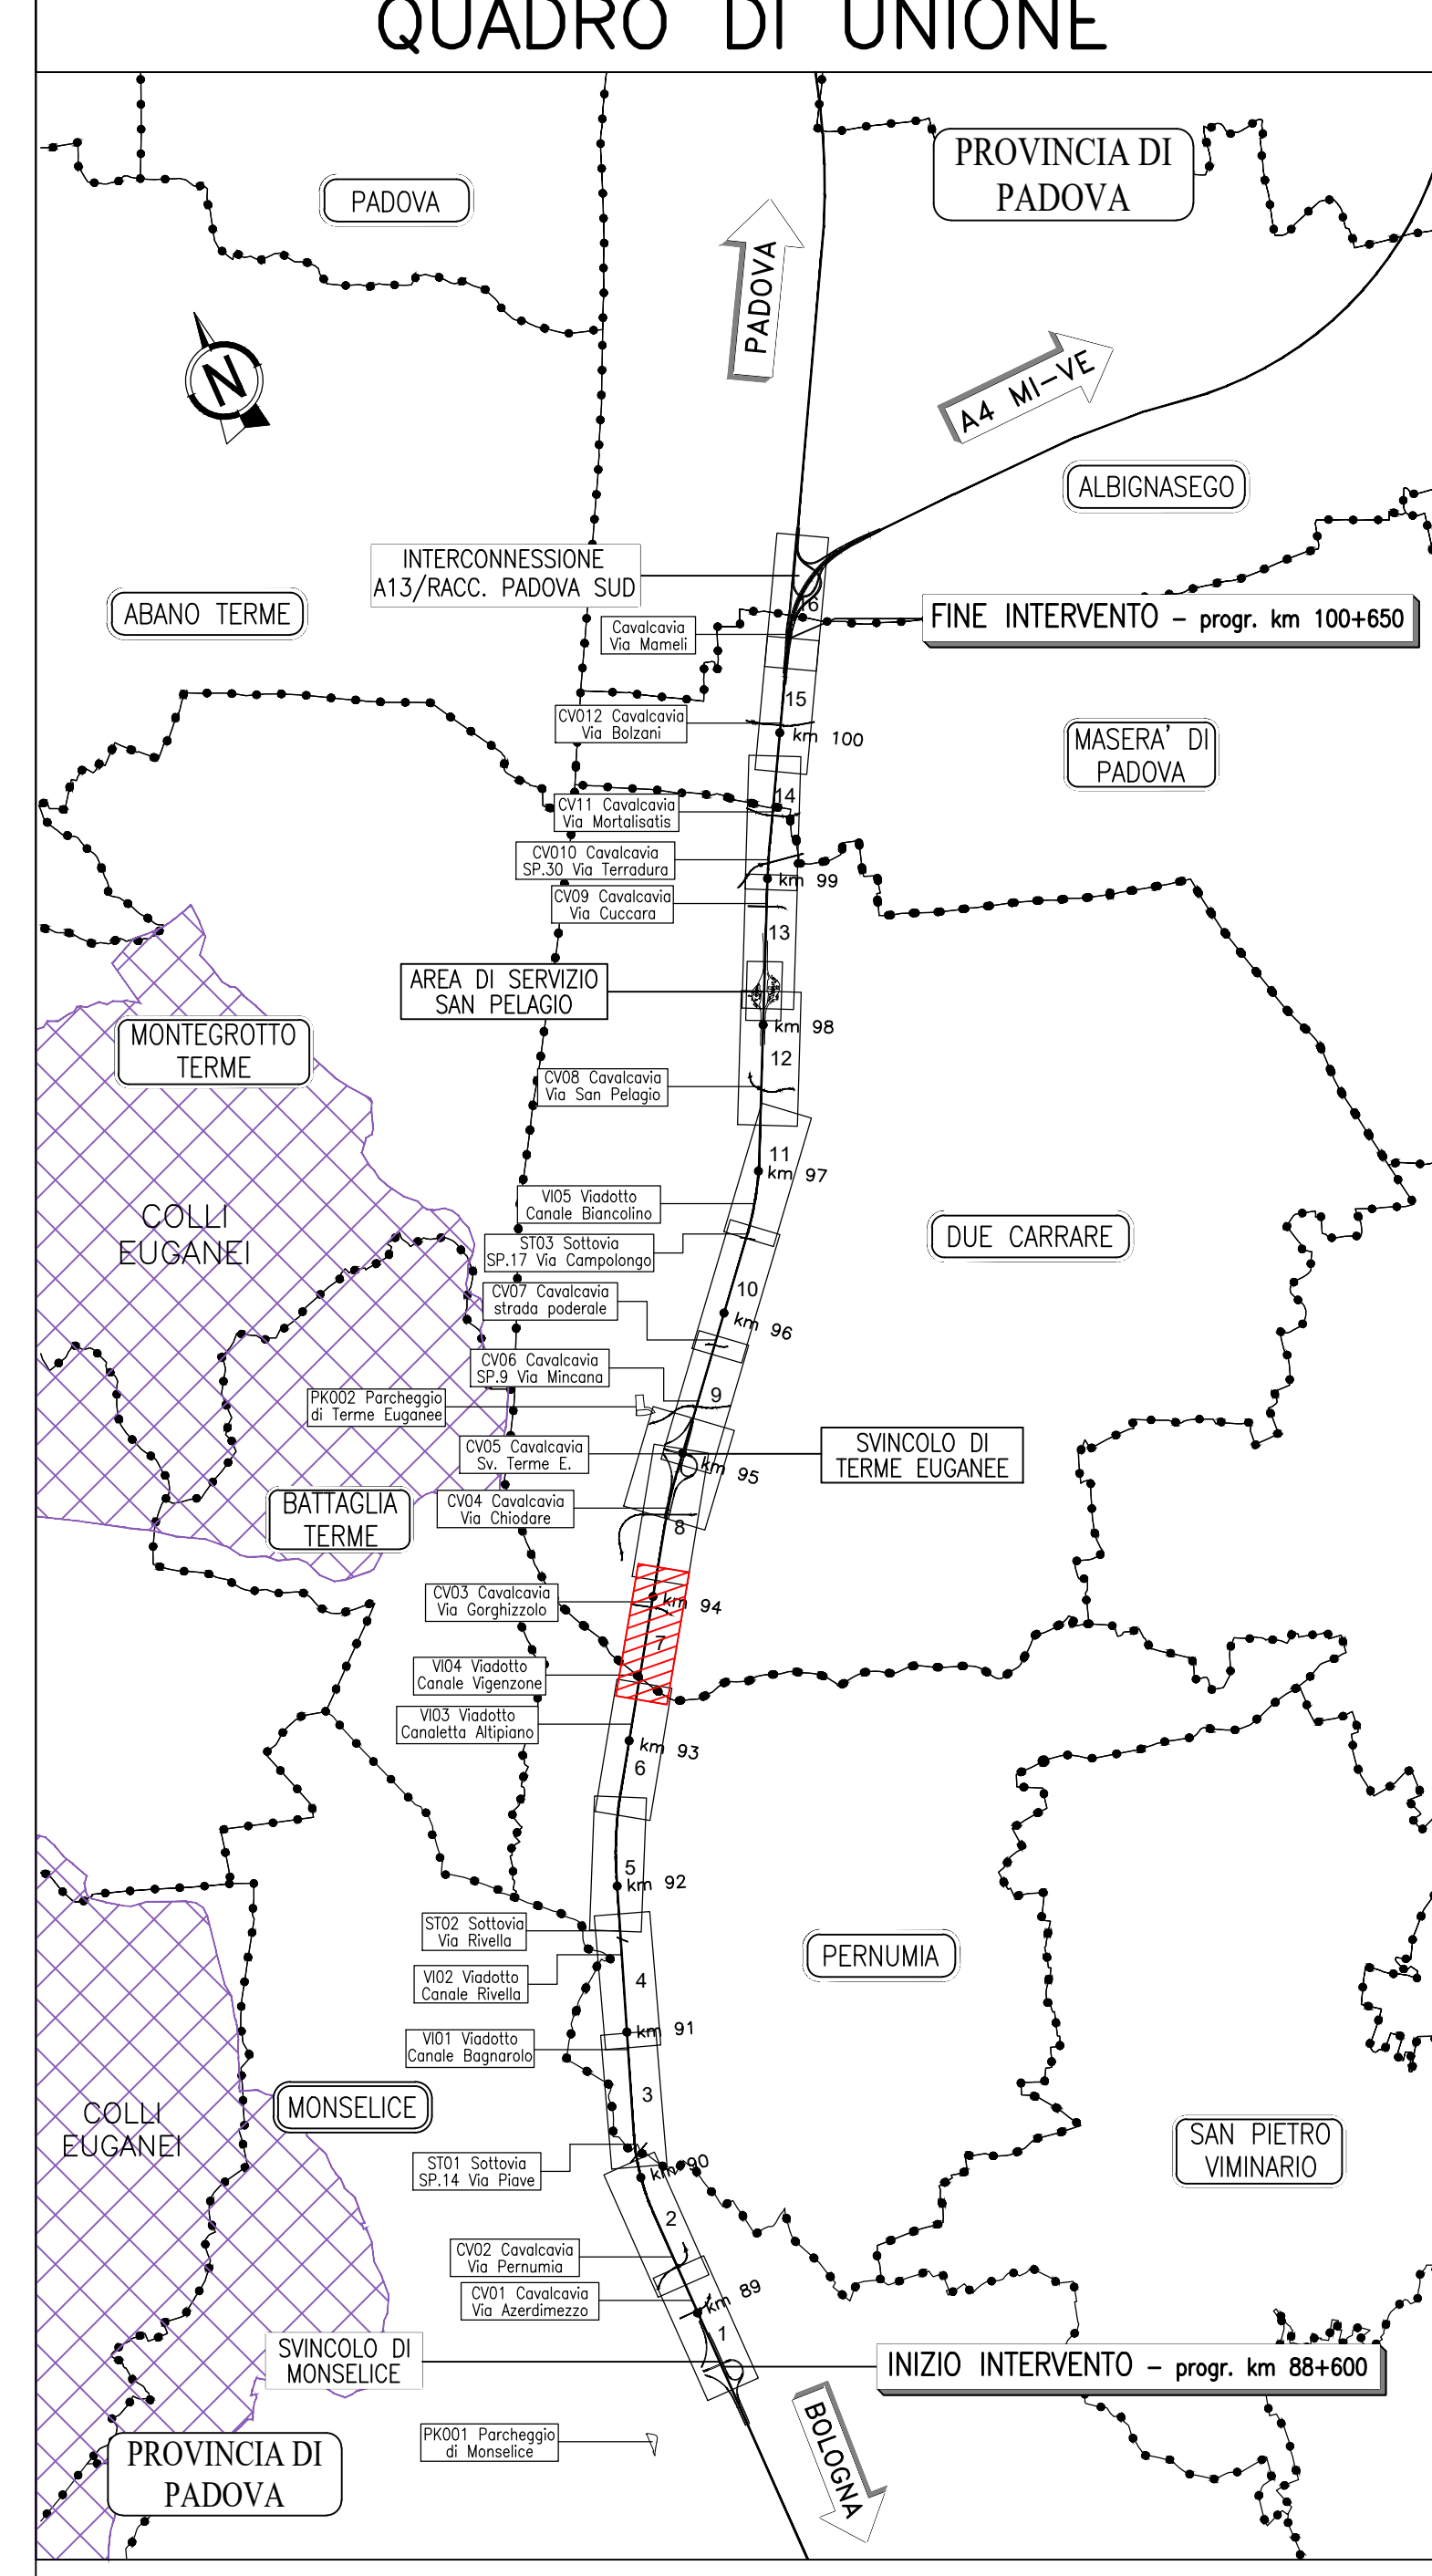 QUADRO DI UNIONE
PROVINCIA DI
PADOVA
PADOVA
PADOVA
N
A4 MI-VE
ALBIGNASEGO
INTERCONNESSIONE
A13/RACC. PADOVA SUD
ABANO TERME
16
FINE INTERVENTO - progr. km 100+650
Cavalcavia
Via Mameli
15
CV012 Cavalcavia
Via Bolzani
km 100
MASERA' DI
PADOVA
14
CV11 Cavalcavia
Via Mortalisatis
CV010 Cavalcavia
SP.30 Via Terradura
km 99
CV09 Cavalcavia
Via Cuccara
13
AREA DI SERVIZIO
SAN PELAGIO
km 98
MONTEGROTTO
TERME
12
CV08 Cavalcavia
Via San Pelagio
11
km 97
VI05 Viadotto
Canale Biancolino
COLLI
EUGANEI
DUE CARRARE
ST03 Sottovia
SP.17 Via Campolongo
10
CV07 Cavalcavia
strada poderale
km 96
CV06 Cavalcavia
SP.9 Via Mincana
9
PK002 Parcheggio
di Terme Euganee
CV05 Cavalcavia
Sv. Terme E.
SVINCOLO DI
TERME EUGANEE
km 95
CV04 Cavalcavia
Via Chiodare
BATTAGLIA
TERME
8
CV03 Cavalcavia
Via Gorghizzolo
km 94
7
VI04 Viadotto
Canale Vigenzone
VI03 Viadotto
Canaletta Altipiano
km 93
6
5
km 92
ST02 Sottovia
Via Rivella
PERNUMIA
VI02 Viadotto
Canale Rivella
4
km 91
VI01 Viadotto
Canale Bagnarolo
3
MONSELICE
COLLI
EUGANEI
SAN PIETRO
VIMINARIO
ST01 Sottovia
SP.14 Via Piave
km 90
2
CV02 Cavalcavia
Via Pernumia
CV01 Cavalcavia
Via Azerdimezzo
km 89
1
SVINCOLO DI
MONSELICE
INIZIO INTERVENTO - progr. km 88+600
BOLOGNA
PK001 Parcheggio
di Monselice
PROVINCIA DI
PADOVA